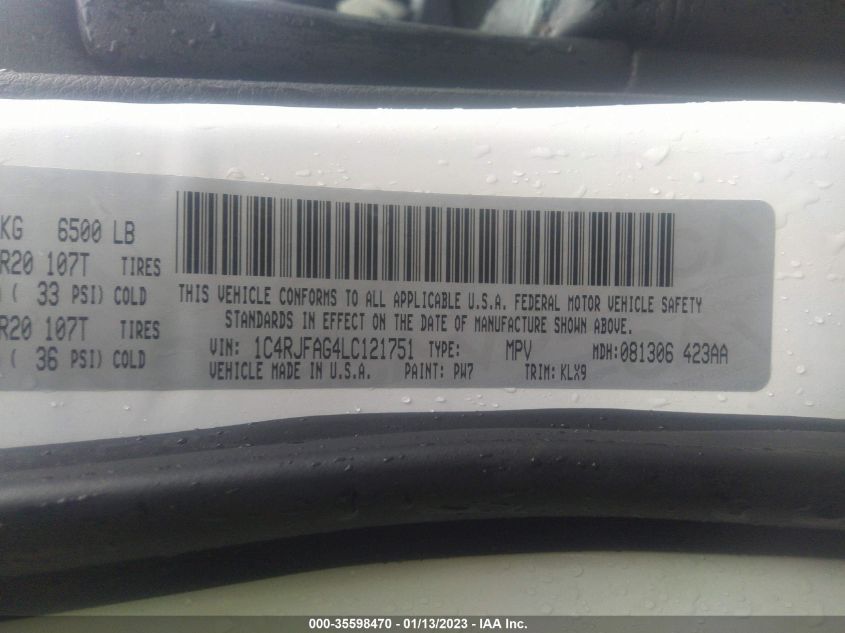 KG 6500 LB
R20 107T TIRES
( 33 PSI) COLD
R20 107T TIRES
( 36 PSI) COLD
THIS VEHICLE CONFORMS TO ALL APPLICABLE U.S.A. FEDERAL MOTOR VEHICLE SAFETY
STANDARDS IN EFFECT ON THE DATE OF MANUFACTURE SHOWN ABOVE.
VIN: 1C4RJFAG4LC121751 TYPE: MPV MDH:081306 423AA
VEHICLE MADE IN U.S.A. PAINT: PW7 TRIM: KLX9
000-35598470 — 01/13/2023 — IAA Inc.